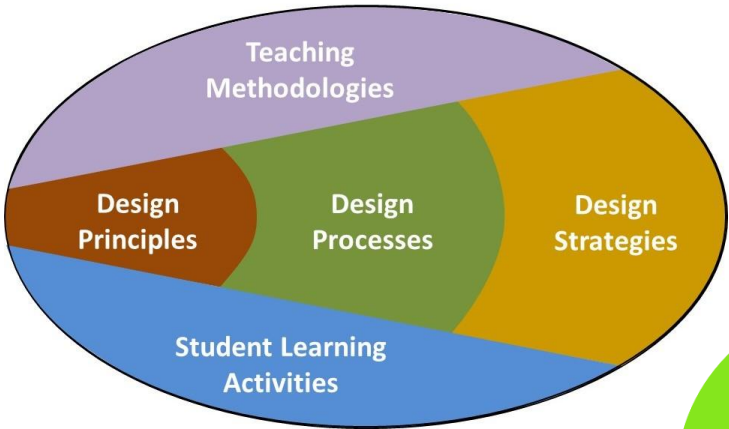 Teaching
Methodologies
Design
Principles
Design
Processes
Design
Strategies
Student Learning
Activities